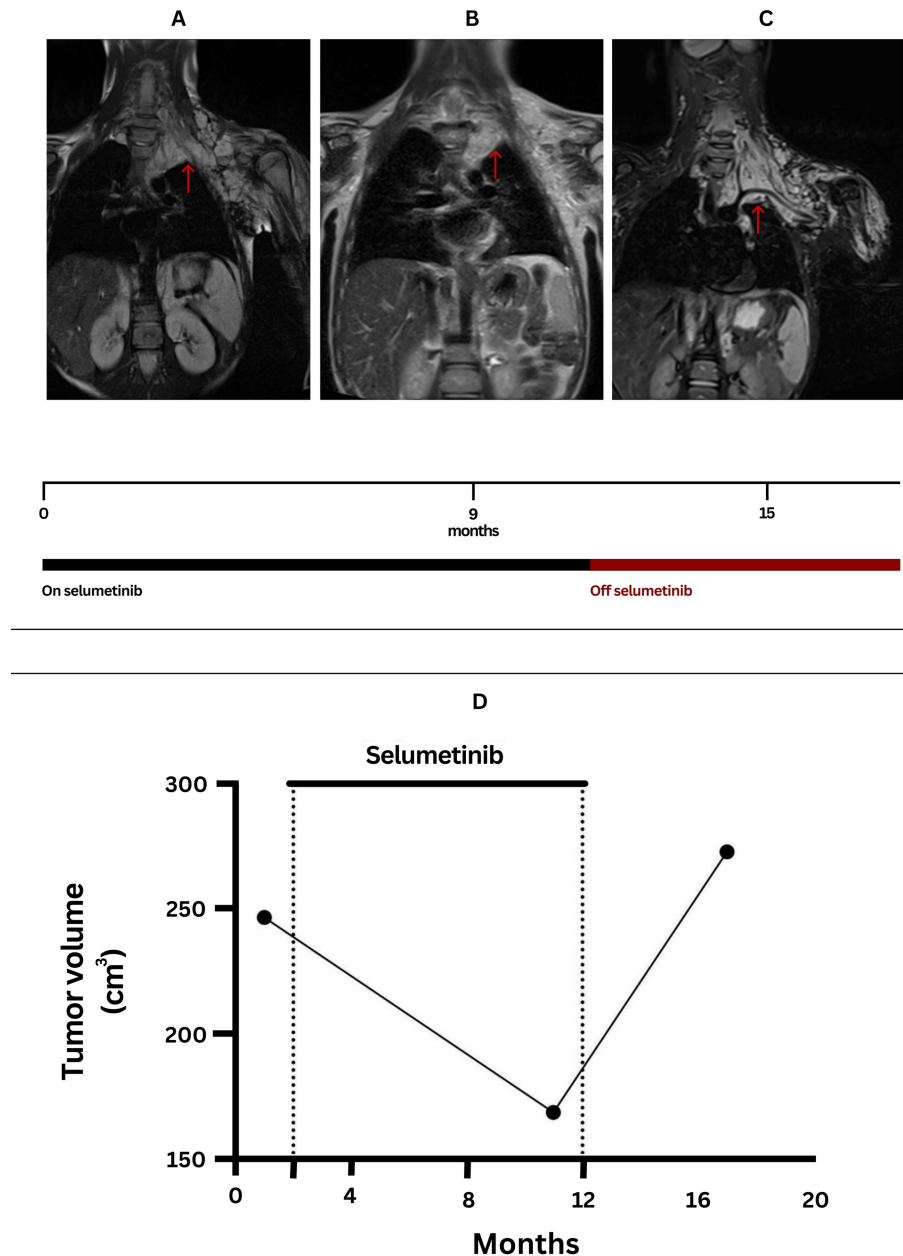 A B C
0 9 15
months
On selumetinib Off selumetinib
D
Selumetinib
300
250
200
150
Tumor volume
(cm³)
0 4 8 12 16 20
Months